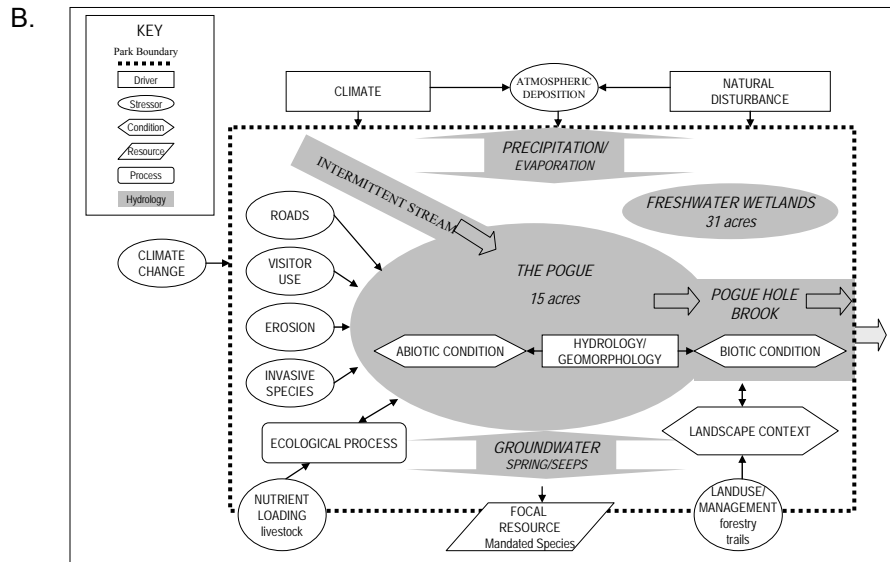 B.
KEY
Park Boundary
Driver
Stressor
Condition
Resource
Process
Hydrology
CLIMATE
ATMOSPHERIC
DEPOSITION
NATURAL
DISTURBANCE
PRECIPITATION/
EVAPORATION
INTERMITTENT STREAM
FRESHWATER WETLANDS
31 acres
ROADS
CLIMATE
CHANGE
VISITOR
USE
THE POGUE
15 acres
POGUE HOLE
BROOK
EROSION
ABIOTIC CONDITION
HYDROLOGY/
GEOMORPHOLOGY
BIOTIC CONDITION
INVASIVE
SPECIES
ECOLOGICAL PROCESS
GROUNDWATER
SPRING/SEEPS
LANDSCAPE CONTEXT
NUTRIENT
LOADING
livestock
FOCAL
RESOURCE
Mandated Species
LANDUSE/
MANAGEMENT
forestry
trails